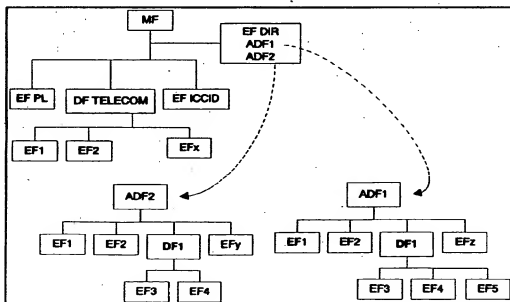 MF
EF DIR
ADF1
ADF2
EF PL
DF TELECOM
EF ICCID
EF1
EF2
EFx
ADF2
ADF1
EF1
EF2
DF1
EFy
EF1
EF2
DF1
EFz
EF3
EF4
EF3
EF4
EF5